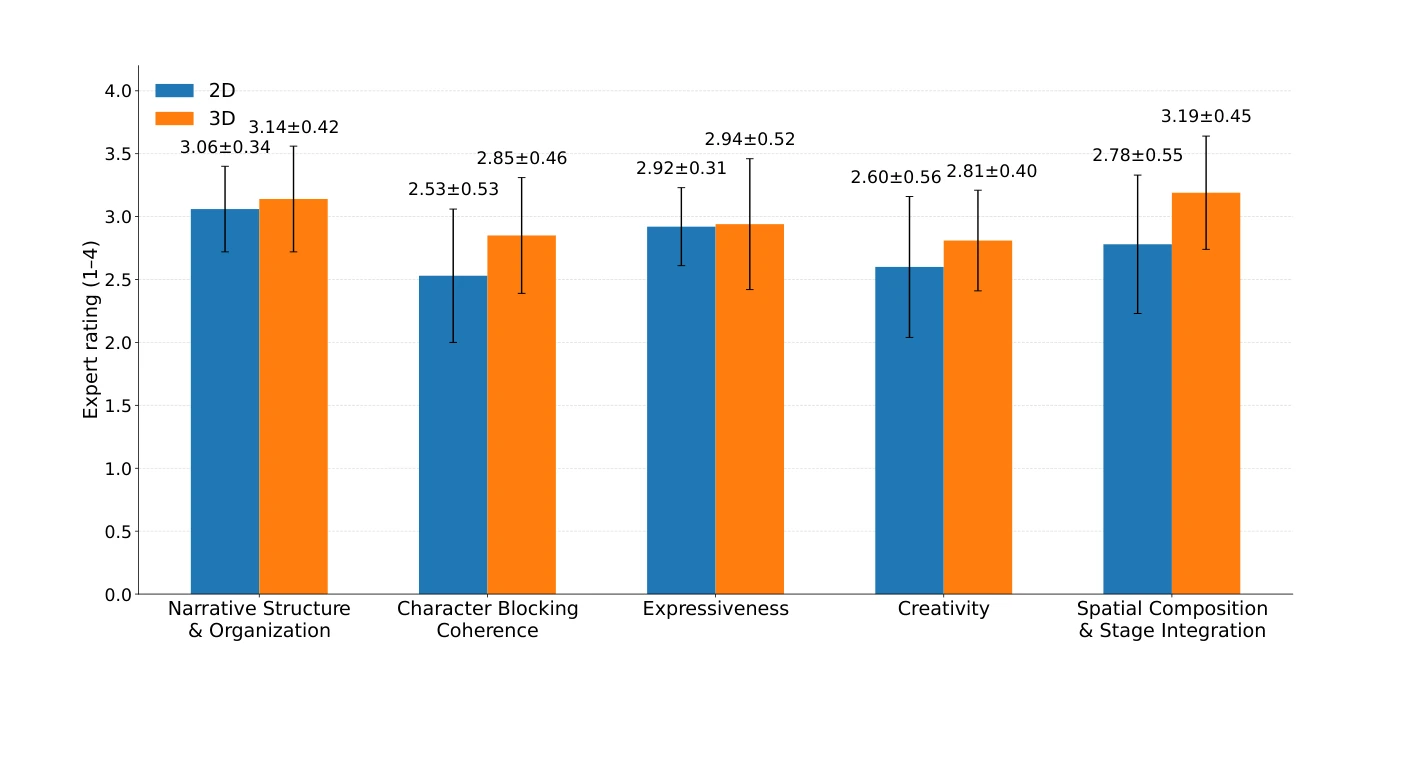 4.0
3.5
3.0
2.5
2.0
1.5
1.0
0.5
0.0
Expert rating (1–4)
2D
3D
3.06±0.34
3.14±0.42
2.53±0.53
2.85±0.46
2.92±0.31
2.94±0.52
2.60±0.56
2.81±0.40
2.78±0.55
3.19±0.45
Narrative Structure
& Organization
Character Blocking
Coherence
Expressiveness
Creativity
Spatial Composition
& Stage Integration